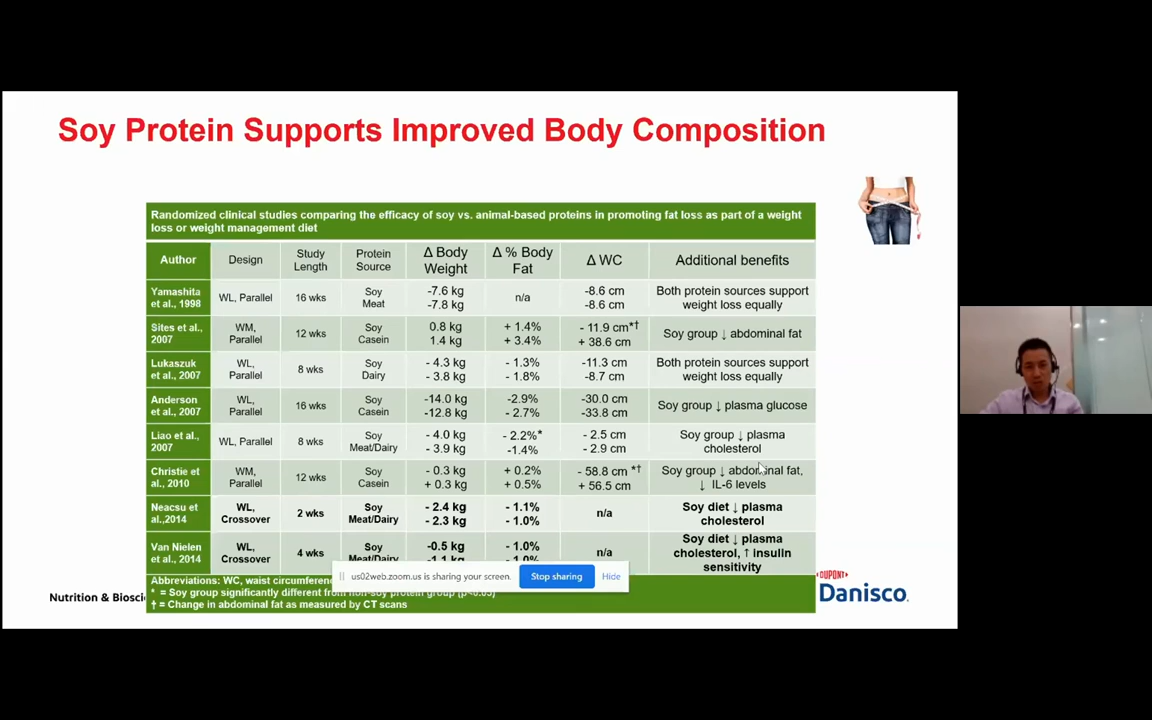 Soy Protein Supports Improved Body Composition
Randomized clinical studies comparing the efficacy of soy vs. animal-based proteins in promoting fat loss as part of a weight
loss or weight management diet
Author Design Study Length Protein Source Δ Body Weight Δ % Body Fat Δ WC Additional benefits
Yamashita et al., 1998 WL, Parallel 16 wks Soy Meat -7.6 kg -7.8 kg n/a -8.6 cm -8.6 cm Both protein sources support weight loss equally
Sites et al., 2007 WM, Parallel 12 wks Soy Casein 0.8 kg 1.4 kg + 1.4% + 3.4% - 11.9 cm*† + 38.6 cm Soy group ↓ abdominal fat
Lukaszuk et al., 2007 WL, Parallel 8 wks Soy Dairy - 4.3 kg - 3.8 kg - 1.3% - 1.8% -11.3 cm -8.7 cm Both protein sources support weight loss equally
Anderson et al., 2007 WL, Parallel 16 wks Soy Casein -14.0 kg -12.8 kg -2.9% - 2.7% -30.0 cm -33.8 cm Soy group ↓ plasma glucose
Liao et al., 2007 WL, Parallel 8 wks Soy Meat/Dairy - 4.0 kg - 3.9 kg - 2.2%* -1.4% - 2.5 cm - 2.9 cm Soy group ↓ plasma cholesterol
Christie et al., 2010 WM, Parallel 12 wks Soy Casein - 0.3 kg + 0.3 kg + 0.2% + 0.5% - 58.8 cm *† + 56.5 cm Soy group ↓ abdominal fat, ↓ IL-6 levels
Neacsu et al.,2014 WL, Crossover 2 wks Soy Meat/Dairy - 2.4 kg - 2.3 kg - 1.1% - 1.0% n/a Soy diet ↓ plasma cholesterol
Van Nielen et al., 2014 WL, Crossover 4 wks Soy Meat/Dairy -0.5 kg - 1.0% n/a Soy diet ↓ plasma cholesterol, ↑ insulin sensitivity
Abbreviations: WC, waist
us02web.zoom.us is sharing your screen. Stop sharing Hide
* = Soy group significantly different from non-soy protein group
† = Change in abdominal fat as measured by CT scans
Nutrition &
DUPONT
Danisco.